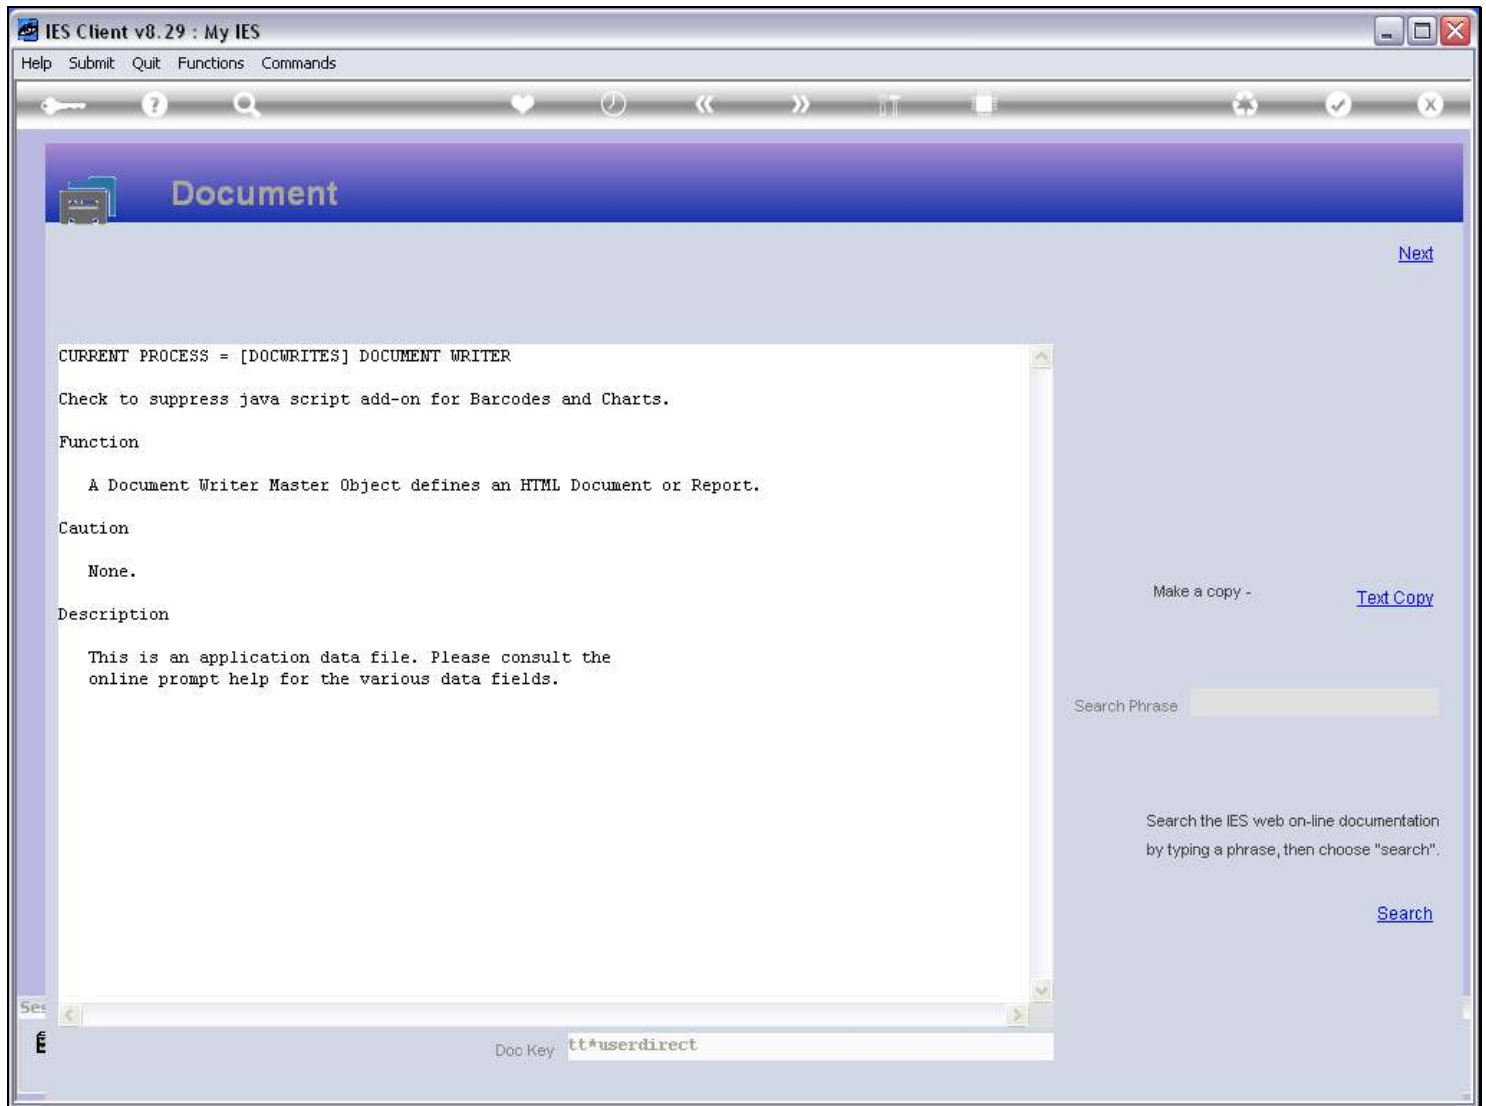 IES Client v8.29 : My IES
Help Submit Quit Functions Commands
Document
Next
CURRENT PROCESS = [DOCWRITES] DOCUMENT WRITER
Check to suppress java script add-on for Barcodes and Charts.
Function
A Document Writer Master Object defines an HTML Document or Report.
Caution
None.
Description
This is an application data file. Please consult the
online prompt help for the various data fields.
Make a copy - Text Copy
Search Phrase
Search the IES web on-line documentation
by typing a phrase, then choose "search".
Search
Doc Key tt*userdirect